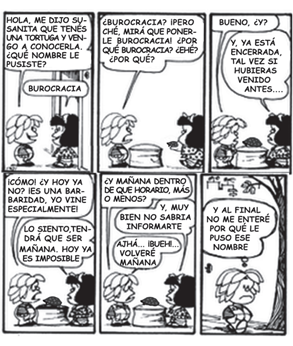 HOLA, ME DIJO SU-
SANITA QUE TENÉS
UNA TORTUGA Y VEN-
GO A CONOCERLA.
¿QUÉ NOMBRE LE
PUSISTE?
BUROCRACIA
¿BUROCRACIA? ¡PERO
CHÉ, MIRÁ QUE PONER-
LE BUROCRACIA! ¿POR
QUÉ BUROCRACIA? ¿EHÉ?
¿POR QUÉ?
BUENO, ¿Y?
Y, YA ESTÁ
ENCERRADA,
TAL VEZ SI
HUBIERAS
VENIDO
ANTES....
¡CÓMO! ¿Y HOY YA
NO? ¡ES UNA BAR-
BARIDAD, YO VINE
ESPECIALMENTE!
LO SIENTO,TEN-
DRÁ QUE SER
MAÑANA. HOY YA
ES IMPOSIBLE
¿Y MAÑANA DENTRO
DE QUE HORARIO, MÁS
O MENOS?
Y, MUY
BIEN NO SABRIA
INFORMARTE
AJHÁ... ¡BUEH!...
VOLVERÉ
MAÑANA
Y AL FINAL
NO ME ENTERÉ
POR QUÉ LE
PUSO ESE
NOMBRE